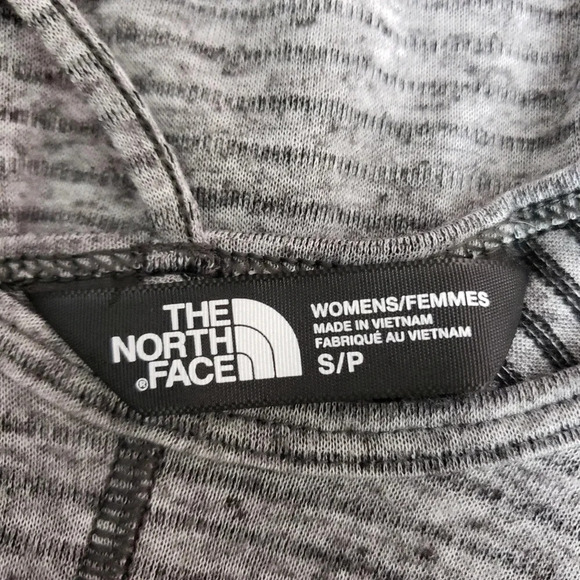 THE
NORTH
®FACE
WOMENS/FEMMES
MADE IN VIETNAM
FABRIQUÉ AU VIETNAM
S/P